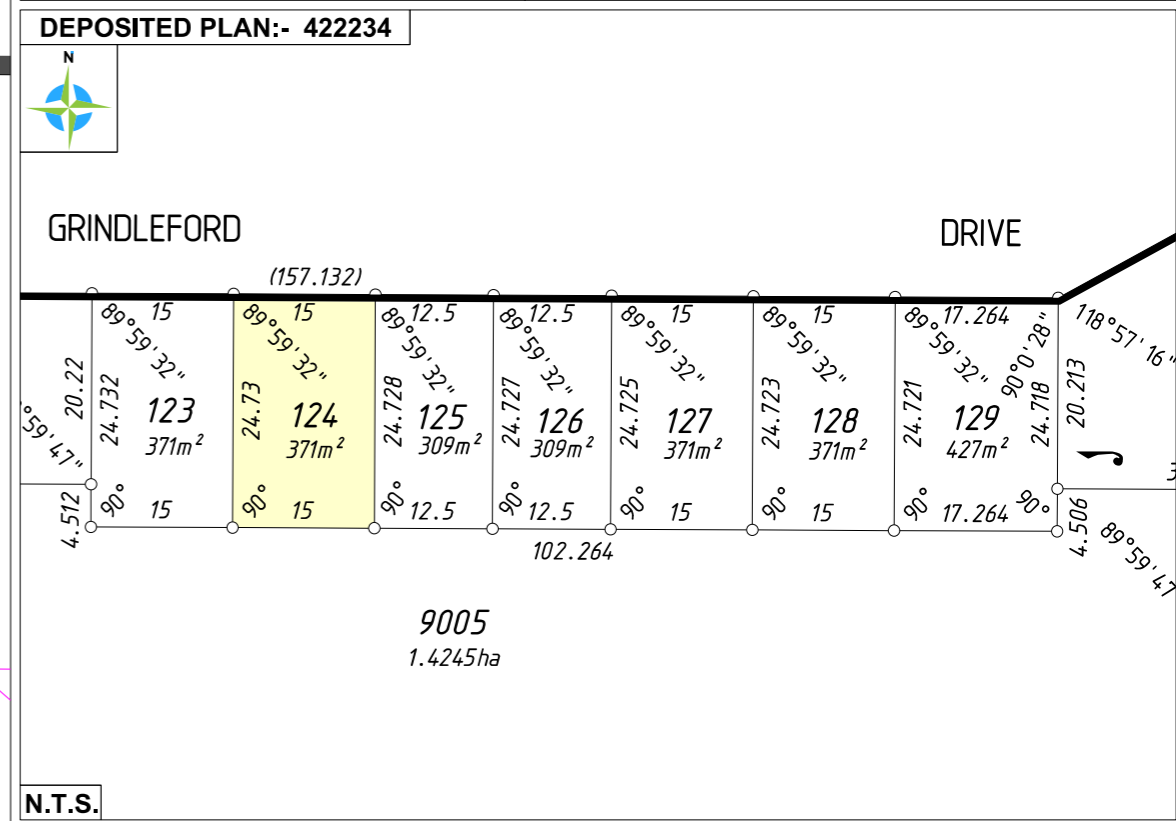 DEPOSITED PLAN:- 422234
N
GRINDLEFORD DRIVE
(157.132)
15 15 12.5 12.5 15 15 17.264
89°59'32" 89°59'32" 89°59'32" 89°59'32" 89°59'32" 89°59'32" 89°59'32" 90°0'28" 118°57'16"
20.22 24.732 24.73 24.728 24.727 24.725 24.723 24.721 24.718 20.213
123 124 125 126 127 128 129
371m² 371m² 309m² 309m² 371m² 371m² 427m²
°59'47"
4.512 90° 15 90° 15 90° 12.5 90° 12.5 90° 15 90° 15 90° 17.264 90° 4.506
89°59'47
102.264
9005
1.4245ha
N.T.S.